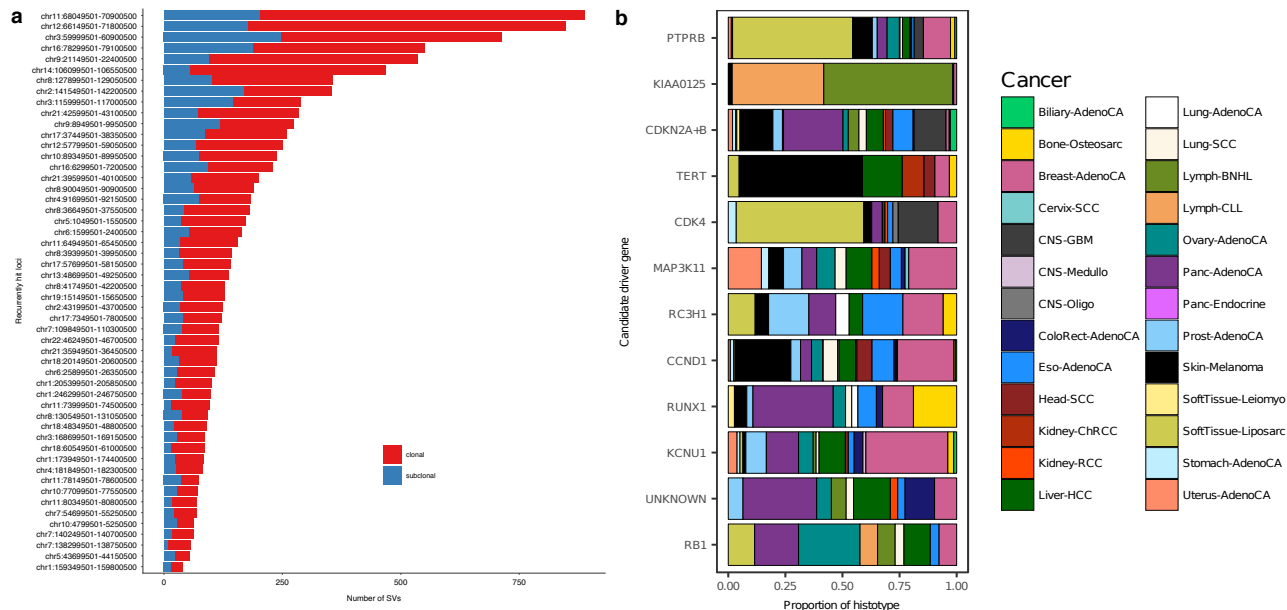 a
chr11:68049501-70900500
chr12:66149501-71800500
chr3:59999501-60900500
chr16:78299501-79100500
chr9:21149501-22400500
chr14:106099501-106550500
chr8:127899501-129050500
chr2:141549501-142200500
chr3:115999501-117000500
chr21:42599501-43100500
chr9:8949501-9950500
chr17:37449501-38350500
chr12:57799501-59050500
chr10:89349501-89950500
chr16:6299501-7200500
chr21:39599501-40100500
chr8:90049501-90900500
chr4:91699501-92150500
chr8:36649501-37550500
chr5:1049501-1550500
chr6:1599501-2400500
chr11:64949501-65450500
chr8:39399501-39950500
chr17:57699501-58150500
chr13:48699501-49250500
chr8:41749501-42200500
chr19:15149501-15650500
chr2:43199501-43700500
chr17:7349501-7800500
chr7:109849501-110300500
chr22:46249501-46700500
chr21:35949501-36450500
chr18:20149501-20600500
chr6:25899501-26350500
chr1:205399501-205850500
chr1:246299501-246750500
chr11:73999501-74500500
chr8:130549501-131050500
chr18:48349501-48800500
chr3:168699501-169150500
chr18:60549501-61000500
chr1:173949501-174400500
chr4:181849501-182300500
chr11:78149501-78600500
chr10:77099501-77550500
chr11:80349501-80800500
chr7:54699501-55250500
chr10:4799501-5250500
chr7:140249501-140700500
chr7:138299501-138750500
chr5:43699501-44150500
chr1:159349501-159800500
Recurrently hit loci
0
250
500
750
Number of SVs
clonal
subclonal
b
PTPRB
KIAA0125
CDKN2A+B
TERT
CDK4
MAP3K11
RC3H1
CCND1
RUNX1
KCNU1
UNKNOWN
RB1
Candidate driver gene
0.00
0.25
0.50
0.75
1.00
Proportion of histotype
Cancer
Biliary-AdenoCA
Bone-Osteosarc
Breast-AdenoCA
Cervix-SCC
CNS-GBM
CNS-Medullo
CNS-Oligo
ColoRect-AdenoCA
Eso-AdenoCA
Head-SCC
Kidney-ChRCC
Kidney-RCC
Liver-HCC
Lung-AdenoCA
Lung-SCC
Lymph-BNHL
Lymph-CLL
Ovary-AdenoCA
Panc-AdenoCA
Panc-Endocrine
Prost-AdenoCA
Skin-Melanoma
SoftTissue-Leiomyo
SoftTissue-Liposarc
Stomach-AdenoCA
Uterus-AdenoCA